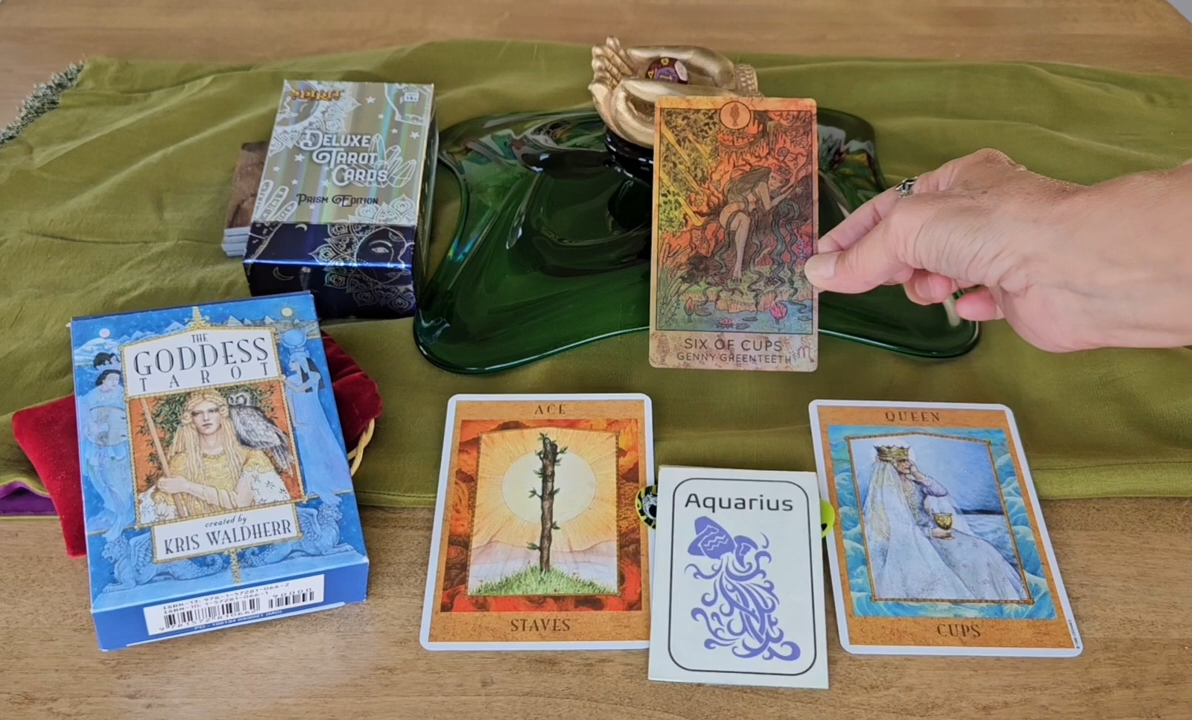 SPIRIT
DELUXE
TAROT
CARDS
PRISM EDITION
THE
GODDESS
TAROT
created by
KRIS WALDHERR
SIX OF CUPS
GENNY GREENTEETH
ACE
STAVES
Aquarius
QUEEN
CUPS